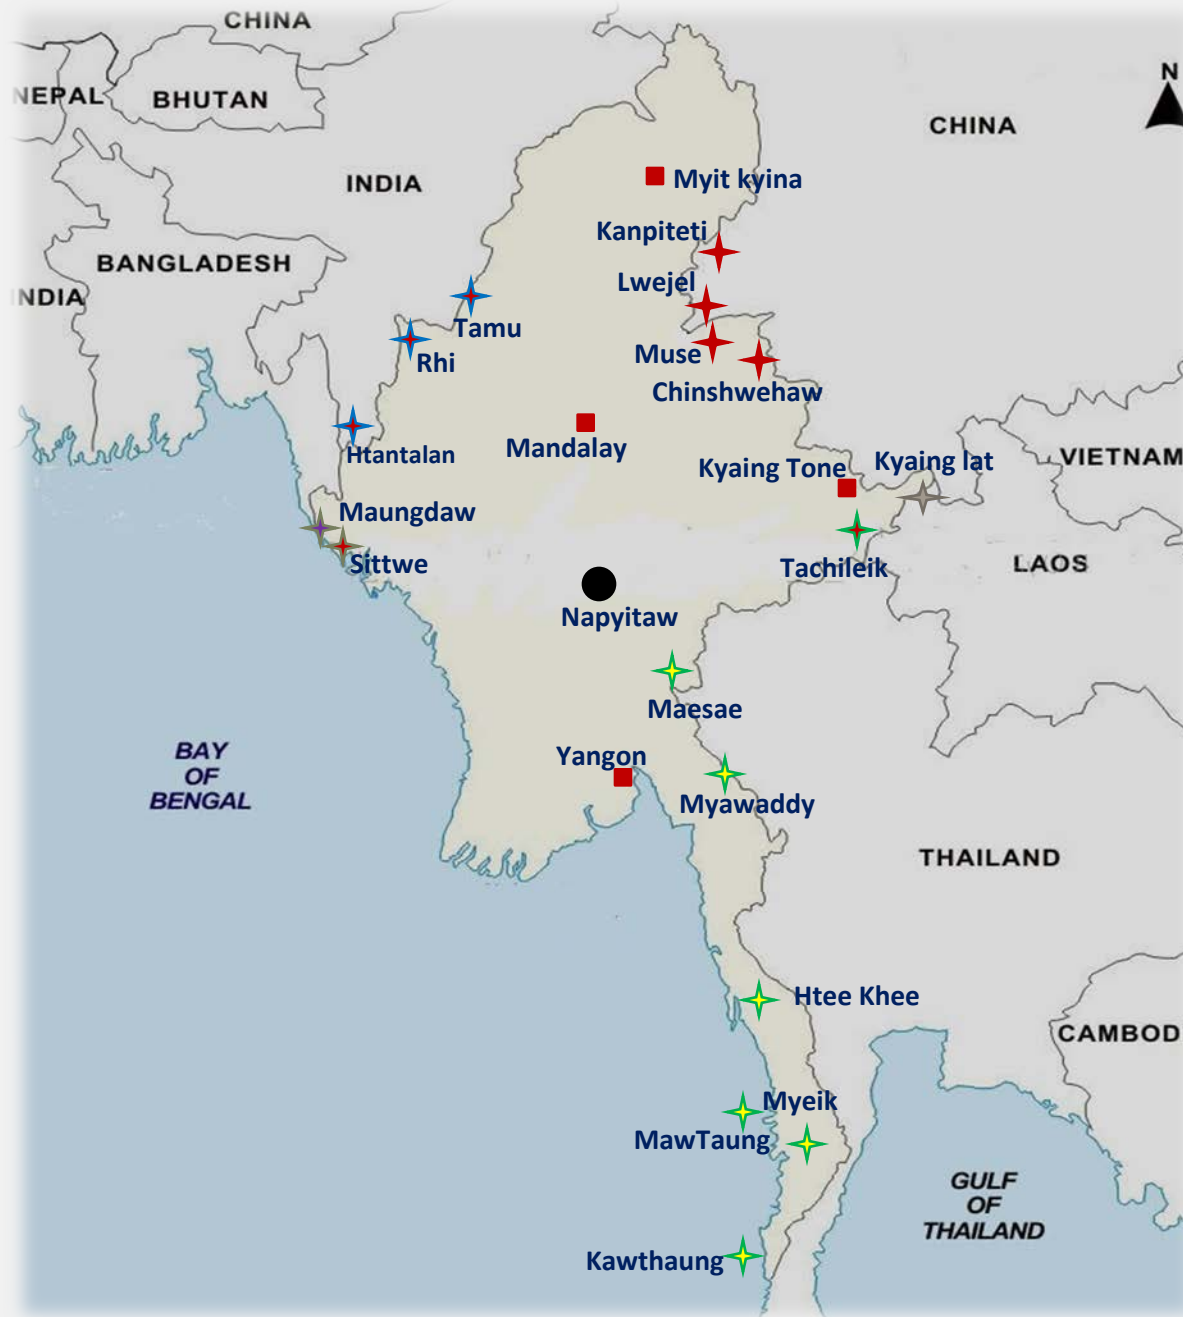 CHINA
N
NEPAL
BHUTAN
CHINA
Myit kyina
INDIA
Kanpiteti
BANGLADESH
Lwejel
INDIA
Tamu
Rhi
Muse
Chinshwehaw
Mandalay
Htantalan
Kyaing Tone
Kyaing lat
VIETNAM
Maungdaw
Sittwe
Tachileik
LAOS
Napyitaw
Maesae
BAY
OF
BENGAL
Yangon
Myawaddy
THAILAND
Htee Khee
CAMBOD
Myeik
MawTaung
GULF
OF
THAILAND
Kawthaung